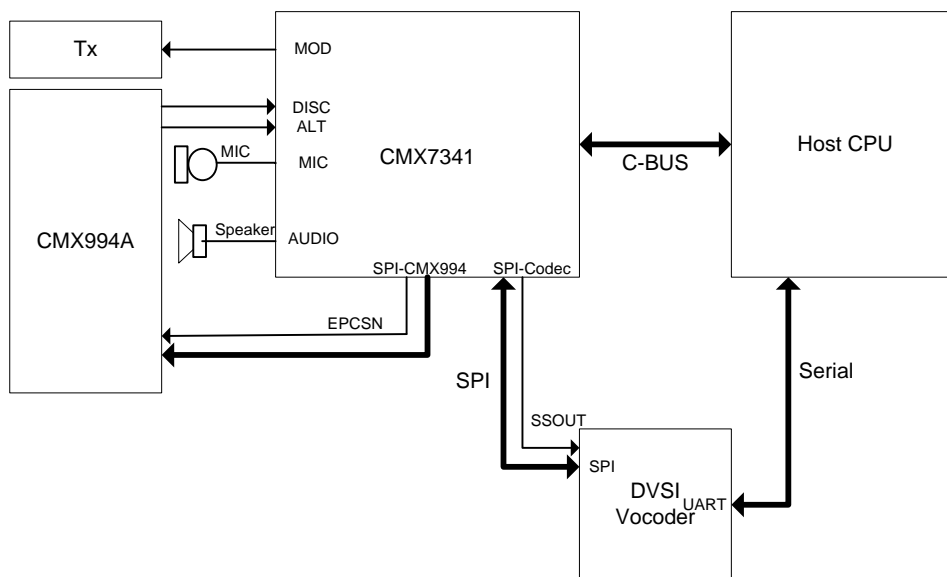 Tx
MOD
DISC
ALT
MIC
MIC
CMX7341
Host CPU
C-BUS
CMX994A
Speaker
AUDIO
SPI-CMX994
SPI-Codec
EPCSN
SPI
Serial
SSOUT
SPI
DVSI
Vocoder
UART